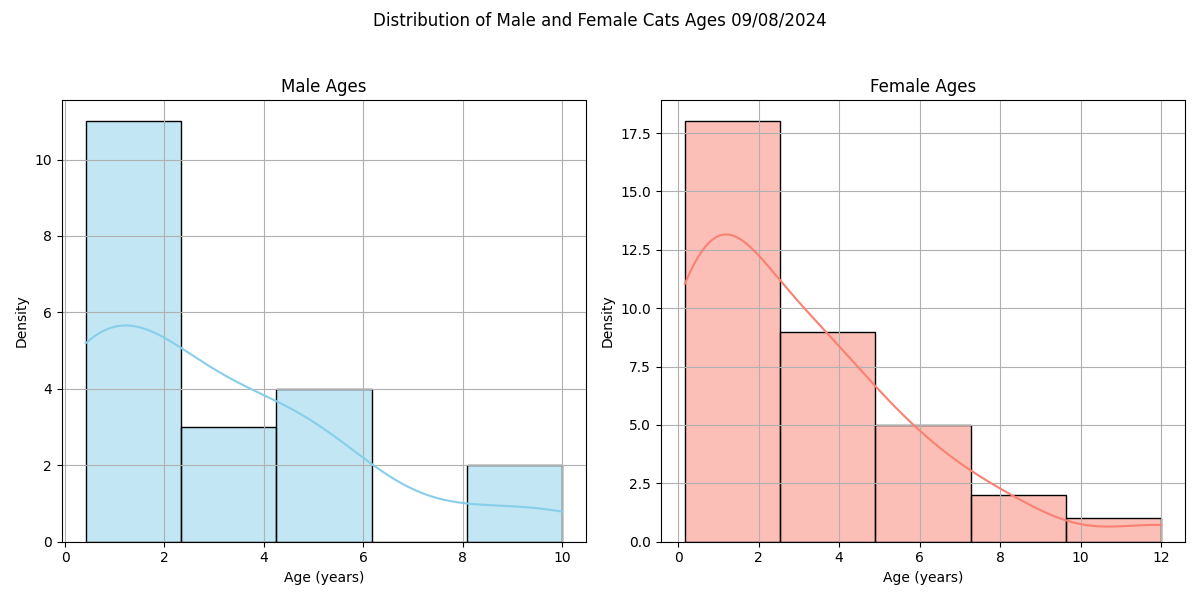 Distribution of Male and Female Cats Ages 09/08/2024
Male Ages
Density
10
8
6
4
2
0
0 2 4 6 8 10
Age (years)
Female Ages
Density
17.5
15.0
12.5
10.0
7.5
5.0
2.5
0.0
0 2 4 6 8 10 12
Age (years)